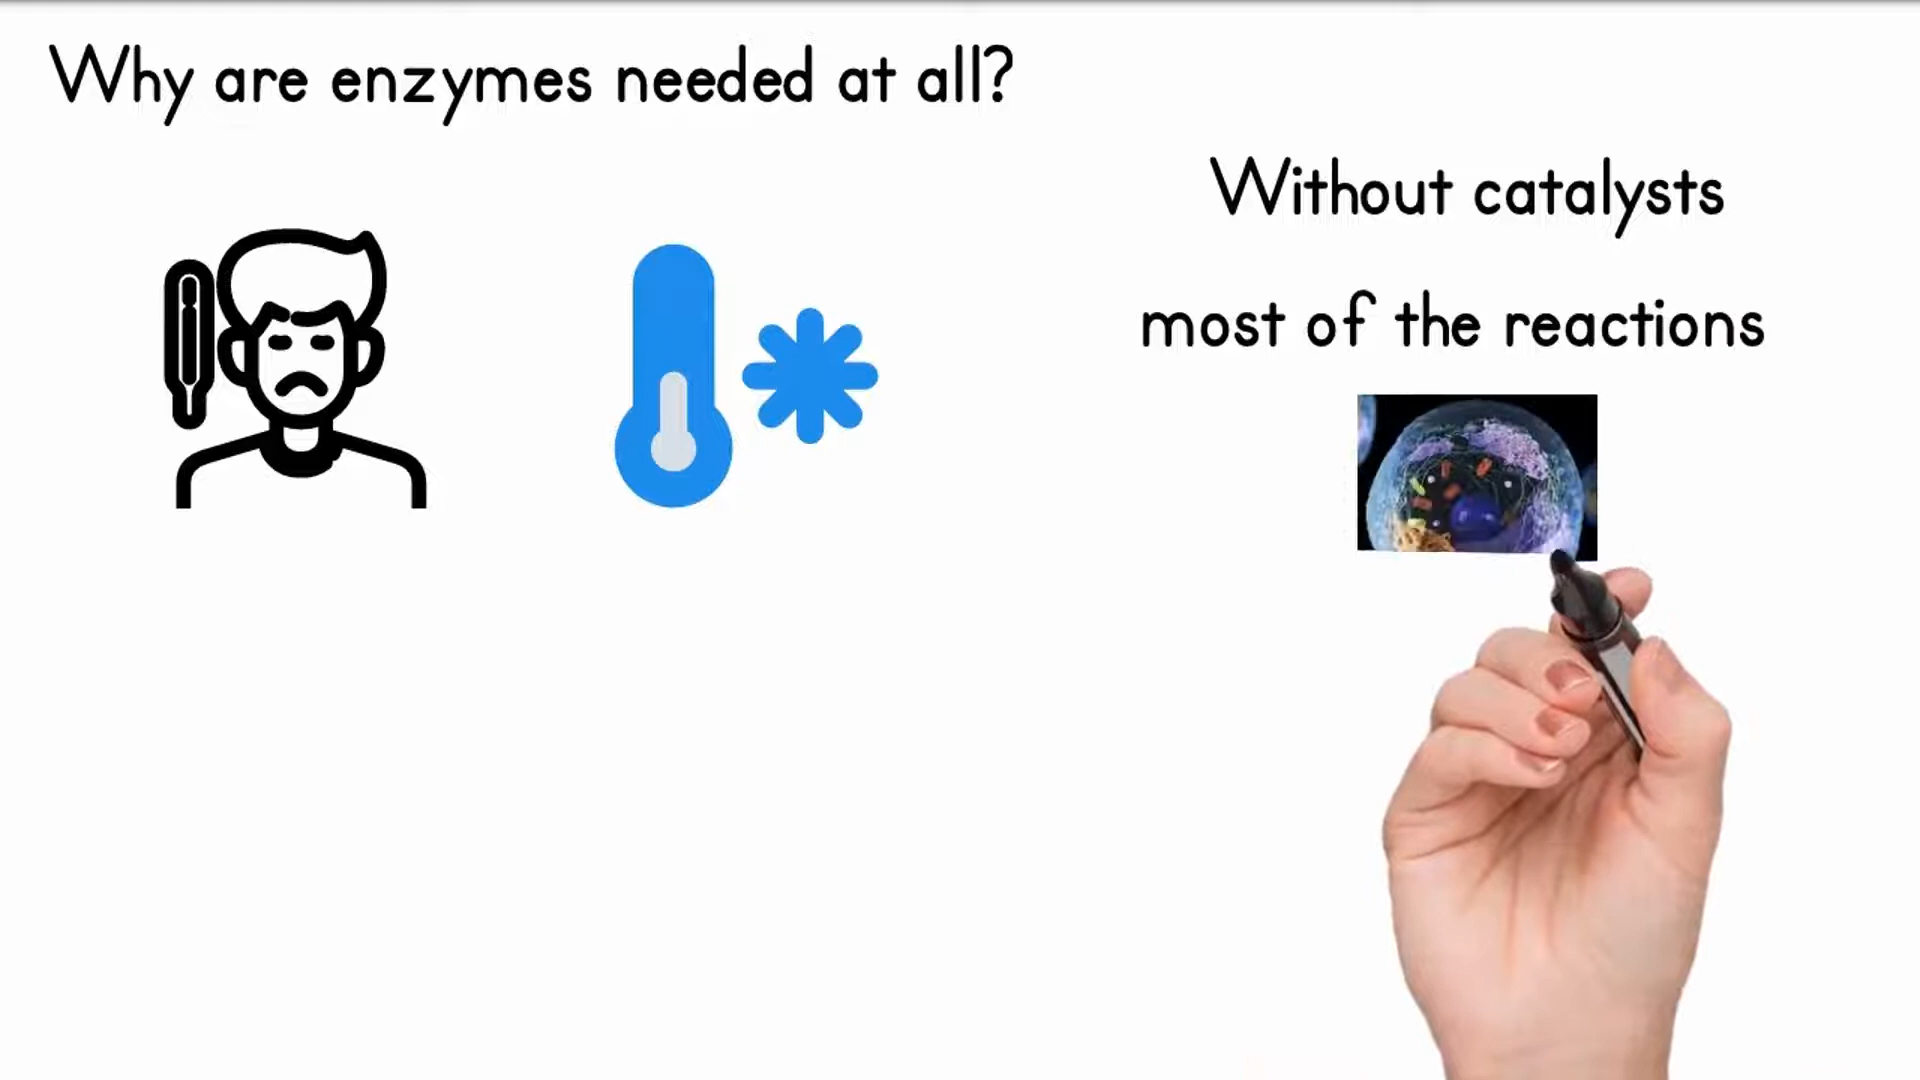 Why are enzymes needed at all?
Without catalysts
most of the reactions